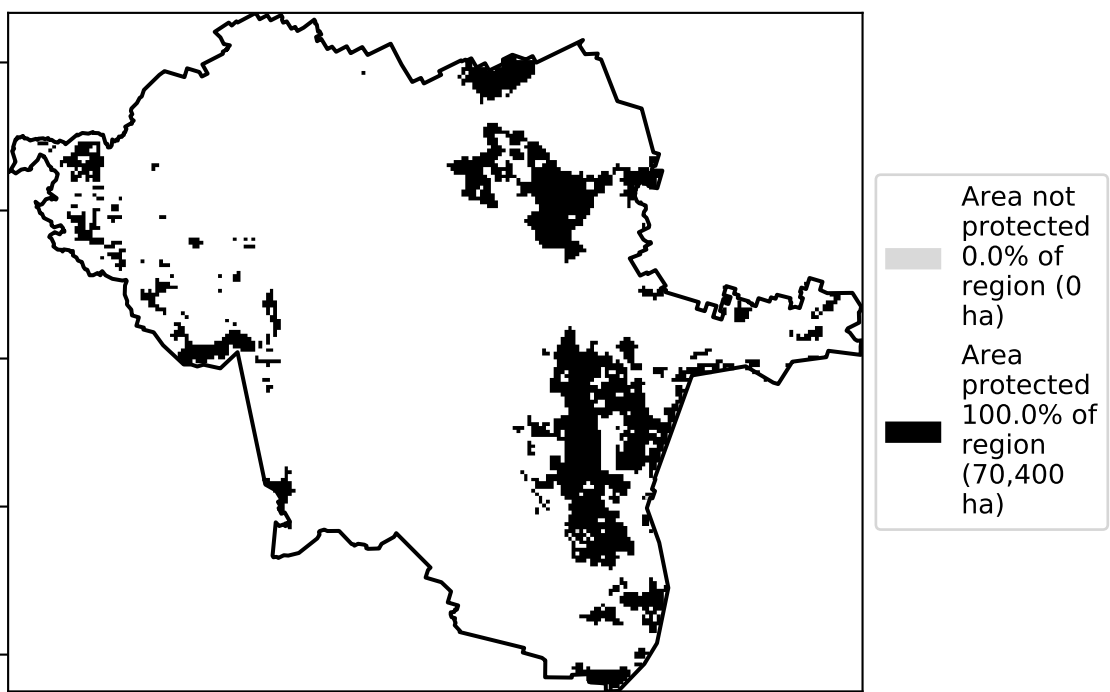 Area not
protected
0.0% of
region (0
ha)
Area
protected
100.0% of
region
(70,400
ha)